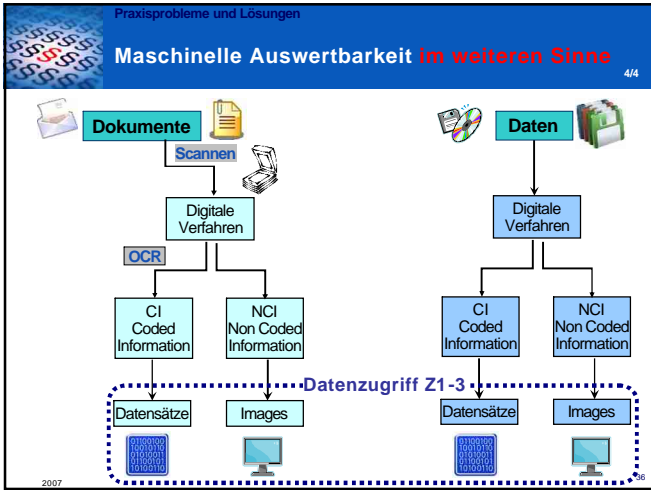 Praxisprobleme und Lösungen
Maschinelle Auswertbarkeit im weiteren Sinne
4/4
Dokumente
Daten
Scannen
Digitale
Verfahren
Digitale
Verfahren
OCR
CI
Coded
Information
NCI
Non Coded
Information
CI
Coded
Information
NCI
Non Coded
Information
Datenzugriff Z1-3
Datensätze
Images
Datensätze
Images
2007
36